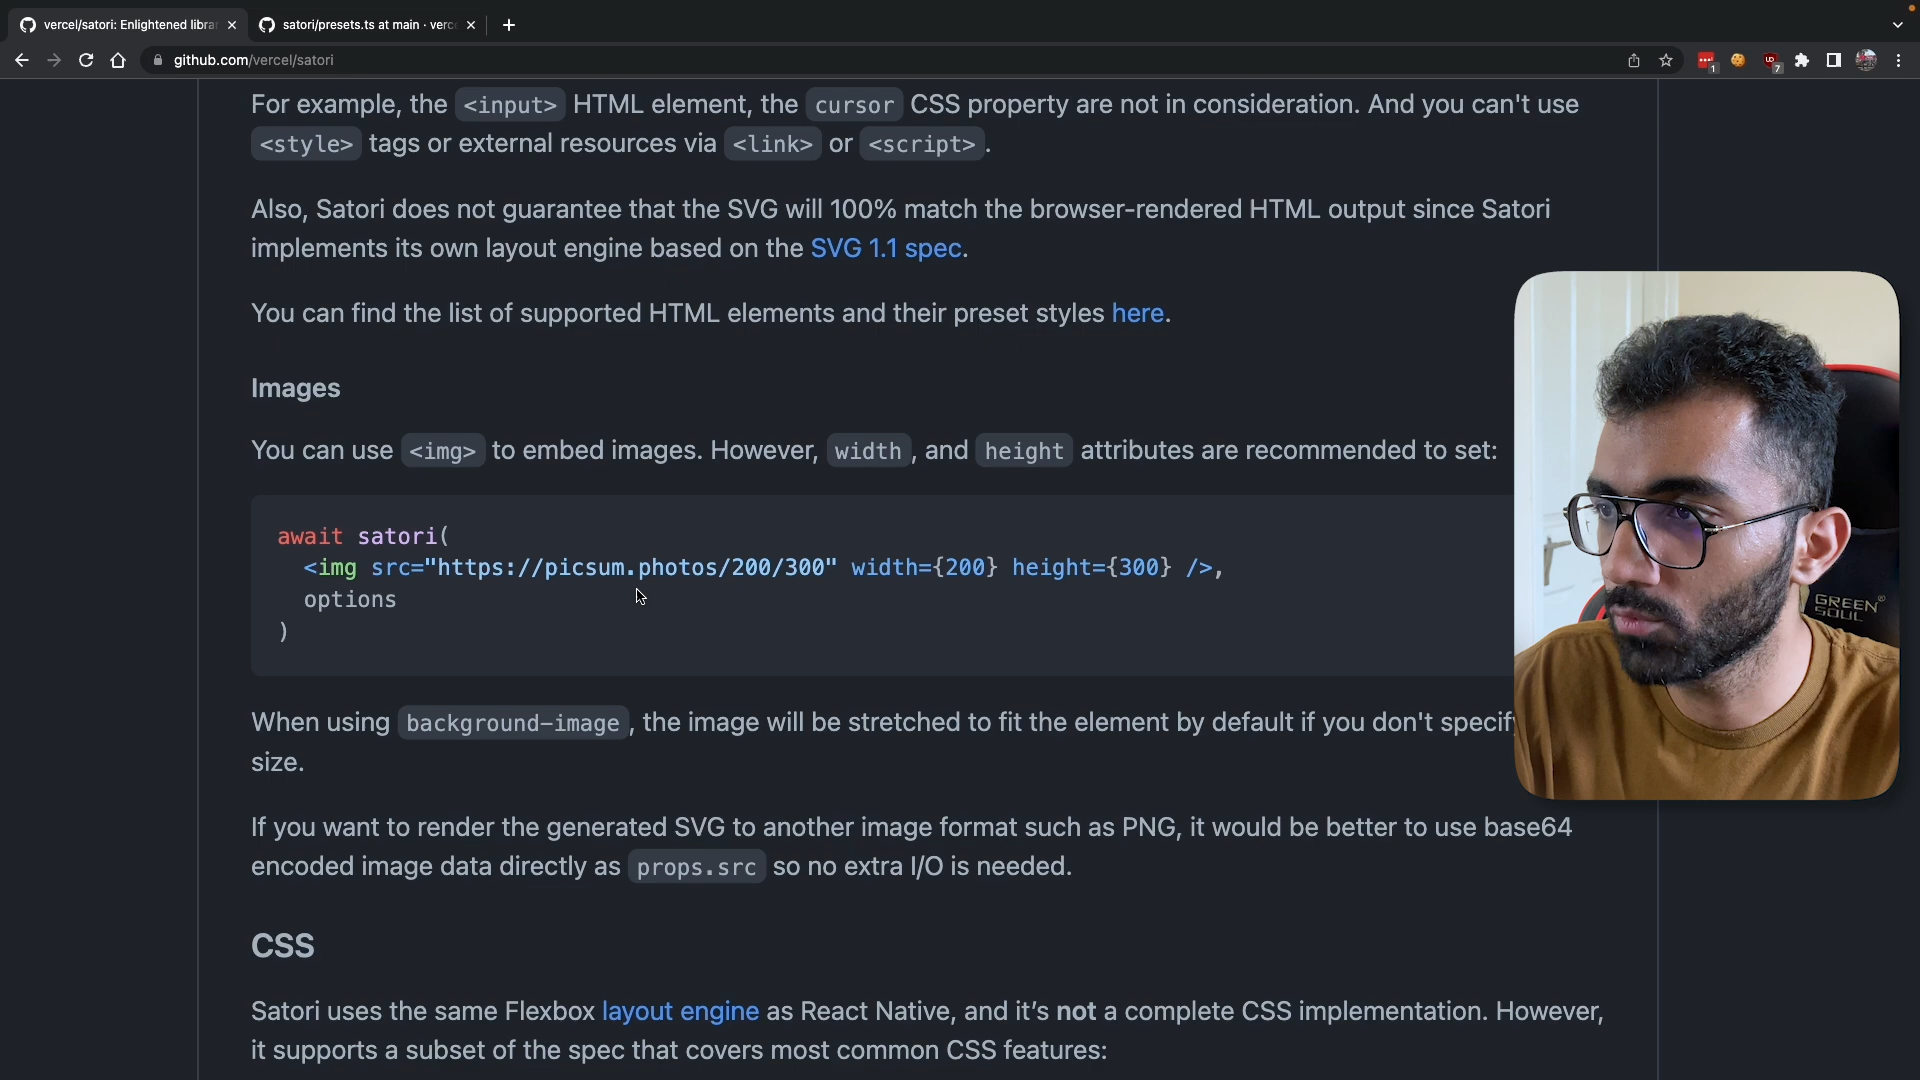 vercel/satori: Enlightened libra
satori/presets.ts at main · verc
github.com/vercel/satori
1
7
For example, the <input> HTML element, the cursor CSS property are not in consideration. And you can't use
<style> tags or external resources via <link> or <script>.
Also, Satori does not guarantee that the SVG will 100% match the browser-rendered HTML output since Satori
implements its own layout engine based on the SVG 1.1 spec.
You can find the list of supported HTML elements and their preset styles here.
Images
You can use <img> to embed images. However, width, and height attributes are recommended to set:
await satori(
<img src="https://picsum.photos/200/300" width={200} height={300} />,
options
)
When using background-image, the image will be stretched to fit the element by default if you don't specify
size.
If you want to render the generated SVG to another image format such as PNG, it would be better to use base64
encoded image data directly as props.src so no extra I/O is needed.
CSS
Satori uses the same Flexbox layout engine as React Native, and it's not a complete CSS implementation. However,
it supports a subset of the spec that covers most common CSS features:
GREEN
SOUL